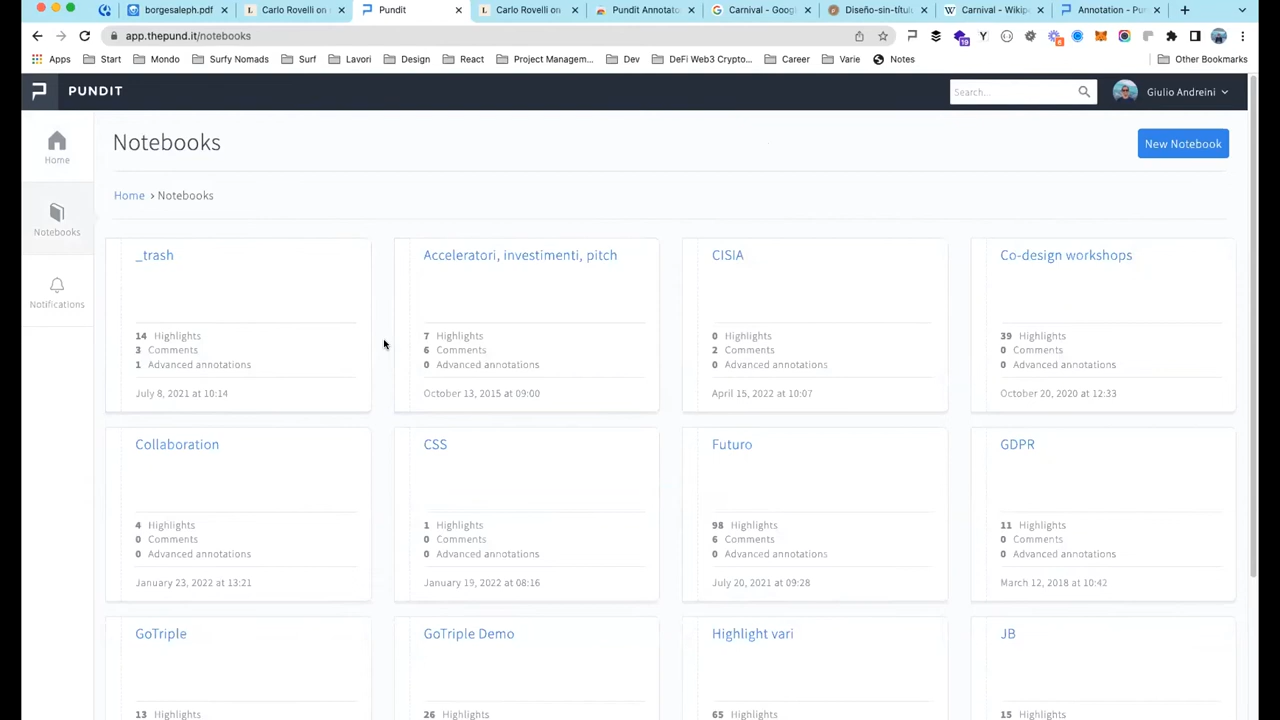 borgesaleph.pdf
Carlo Rovelli on
Pundit
Carlo Rovelli on
Pundit Annotato
Carnival - Goog
Diseño-sin-títul
Carnival - Wikip
Annotation - Pun
app.thepund.it/notebooks
19
Apps
Start
Mondo
Surfy Nomads
Surf
Lavori
Design
React
Project Managem...
Dev
DeFi Web3 Crypto...
Career
Varie
Notes
Other Bookmarks
PUNDIT
Search...
Giulio Andreini
Home
Notebooks
Notifications
Notebooks
New Notebook
Home › Notebooks
_trash
14 Highlights
3 Comments
1 Advanced annotations
July 8, 2021 at 10:14
Acceleratori, investimenti, pitch
7 Highlights
6 Comments
0 Advanced annotations
October 13, 2015 at 09:00
CISIA
0 Highlights
2 Comments
0 Advanced annotations
April 15, 2022 at 10:07
Co-design workshops
39 Highlights
0 Comments
0 Advanced annotations
October 20, 2020 at 12:33
Collaboration
4 Highlights
0 Comments
0 Advanced annotations
January 23, 2022 at 13:21
CSS
1 Highlights
0 Comments
0 Advanced annotations
January 19, 2022 at 08:16
Futuro
98 Highlights
6 Comments
0 Advanced annotations
July 20, 2021 at 09:28
GDPR
11 Highlights
0 Comments
0 Advanced annotations
March 12, 2018 at 10:42
GoTriple
13 Highlights
GoTriple Demo
26 Highlights
Highlight vari
65 Highlights
JB
15 Highlights